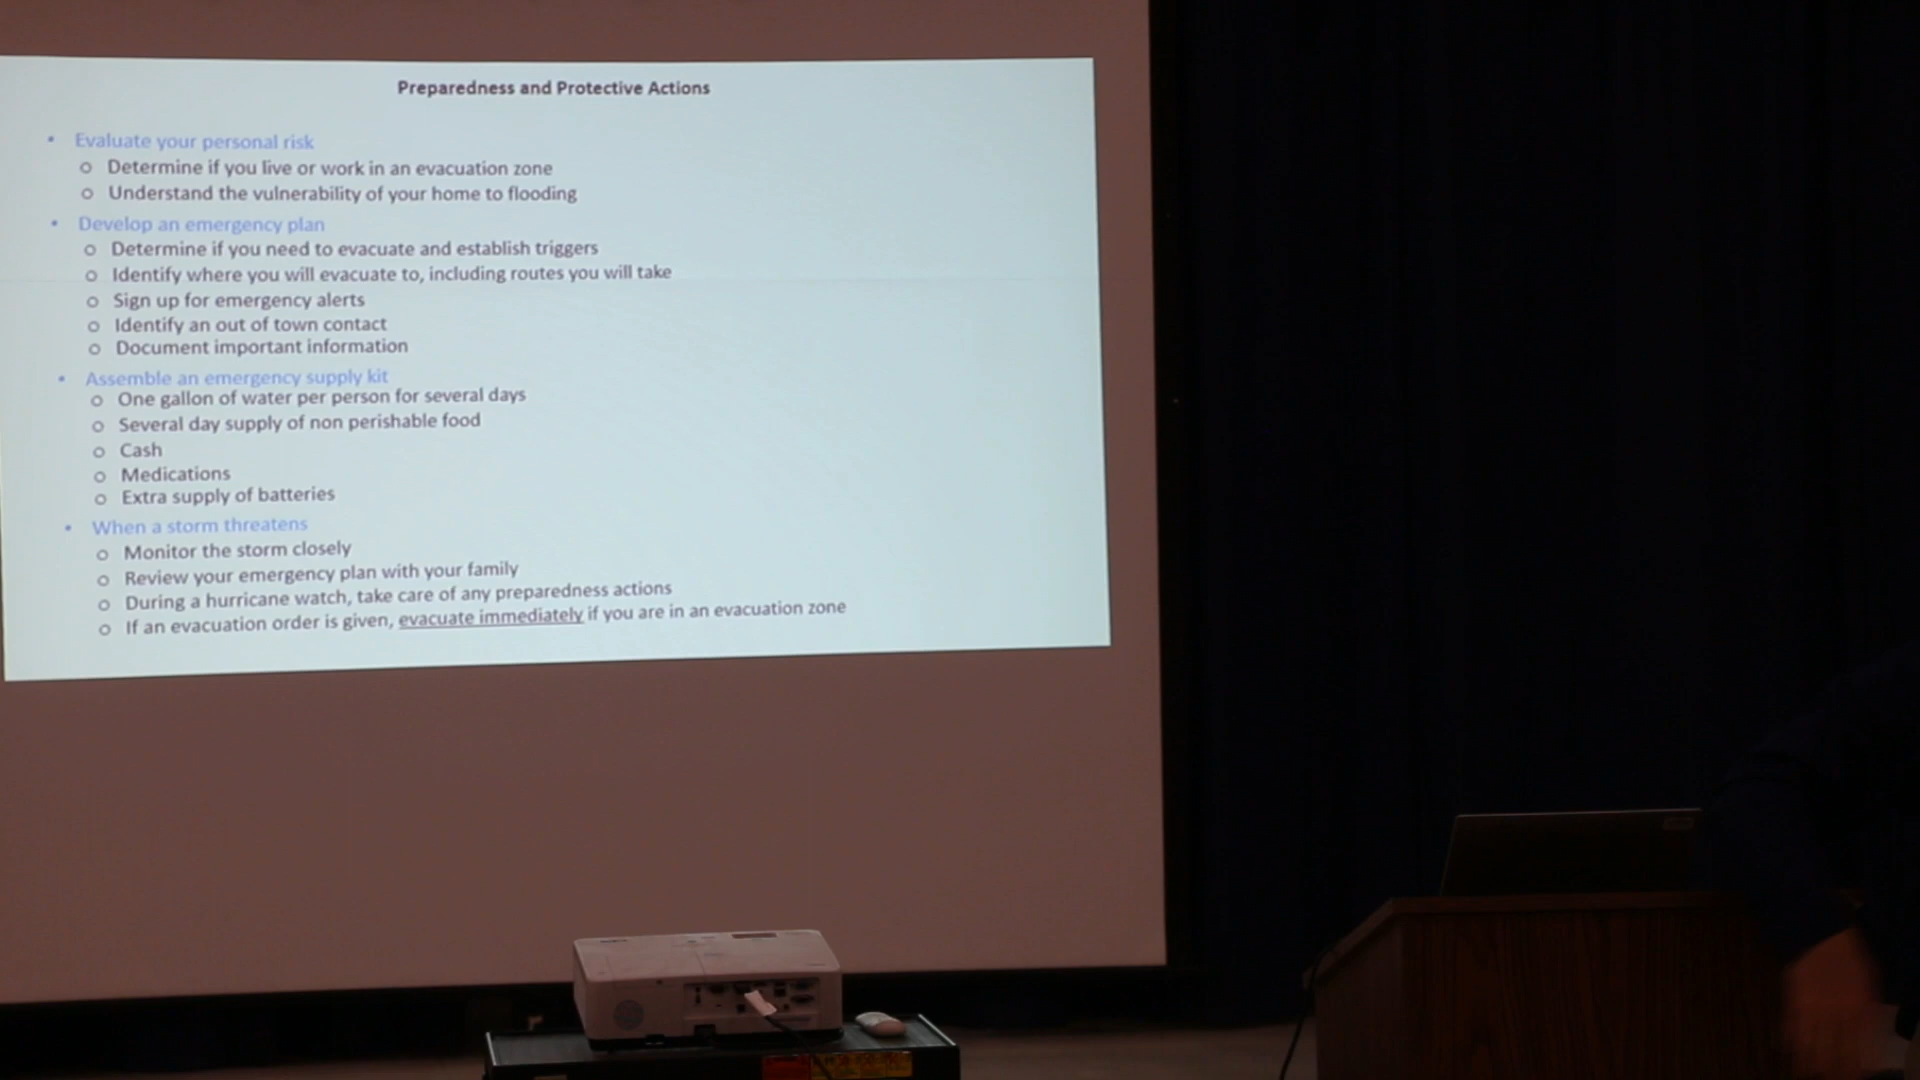 Preparedness and Protective Actions
• Evaluate your personal risk
o Determine if you live or work in an evacuation zone
o Understand the vulnerability of your home to flooding
• Develop an emergency plan
o Determine if you need to evacuate and establish triggers
o Identify where you will evacuate to, including routes you will take
o Sign up for emergency alerts
o Identify an out of town contact
o Document important information
• Assemble an emergency supply kit
o One gallon of water per person for several days
o Several day supply of non perishable food
o Cash
o Medications
o Extra supply of batteries
• When a storm threatens
o Monitor the storm closely
o Review your emergency plan with your family
o During a hurricane watch, take care of any preparedness actions
o If an evacuation order is given, evacuate immediately if you are in an evacuation zone